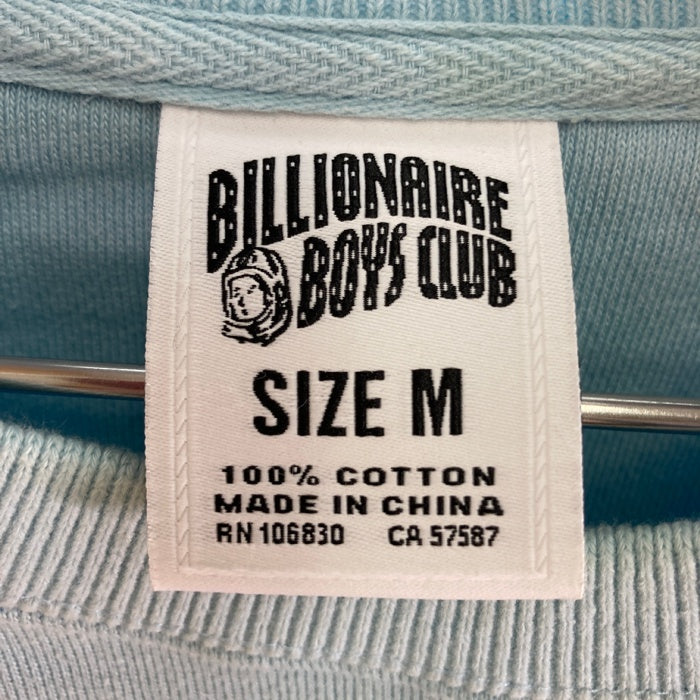 BILLIONAIRE
BOYS CLUB
SIZE M
100% COTTON
MADE IN CHINA
RN 106830 CA 57587